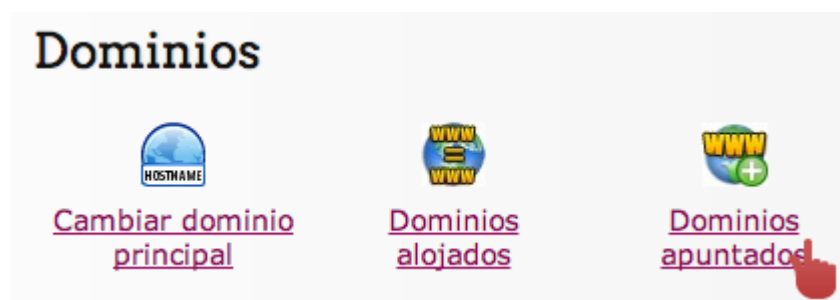 Dominios
HOSTNAME
WWW
=
WWW
WWW
Cambiar dominio
principal
Dominios
alojados
Dominios
apuntados